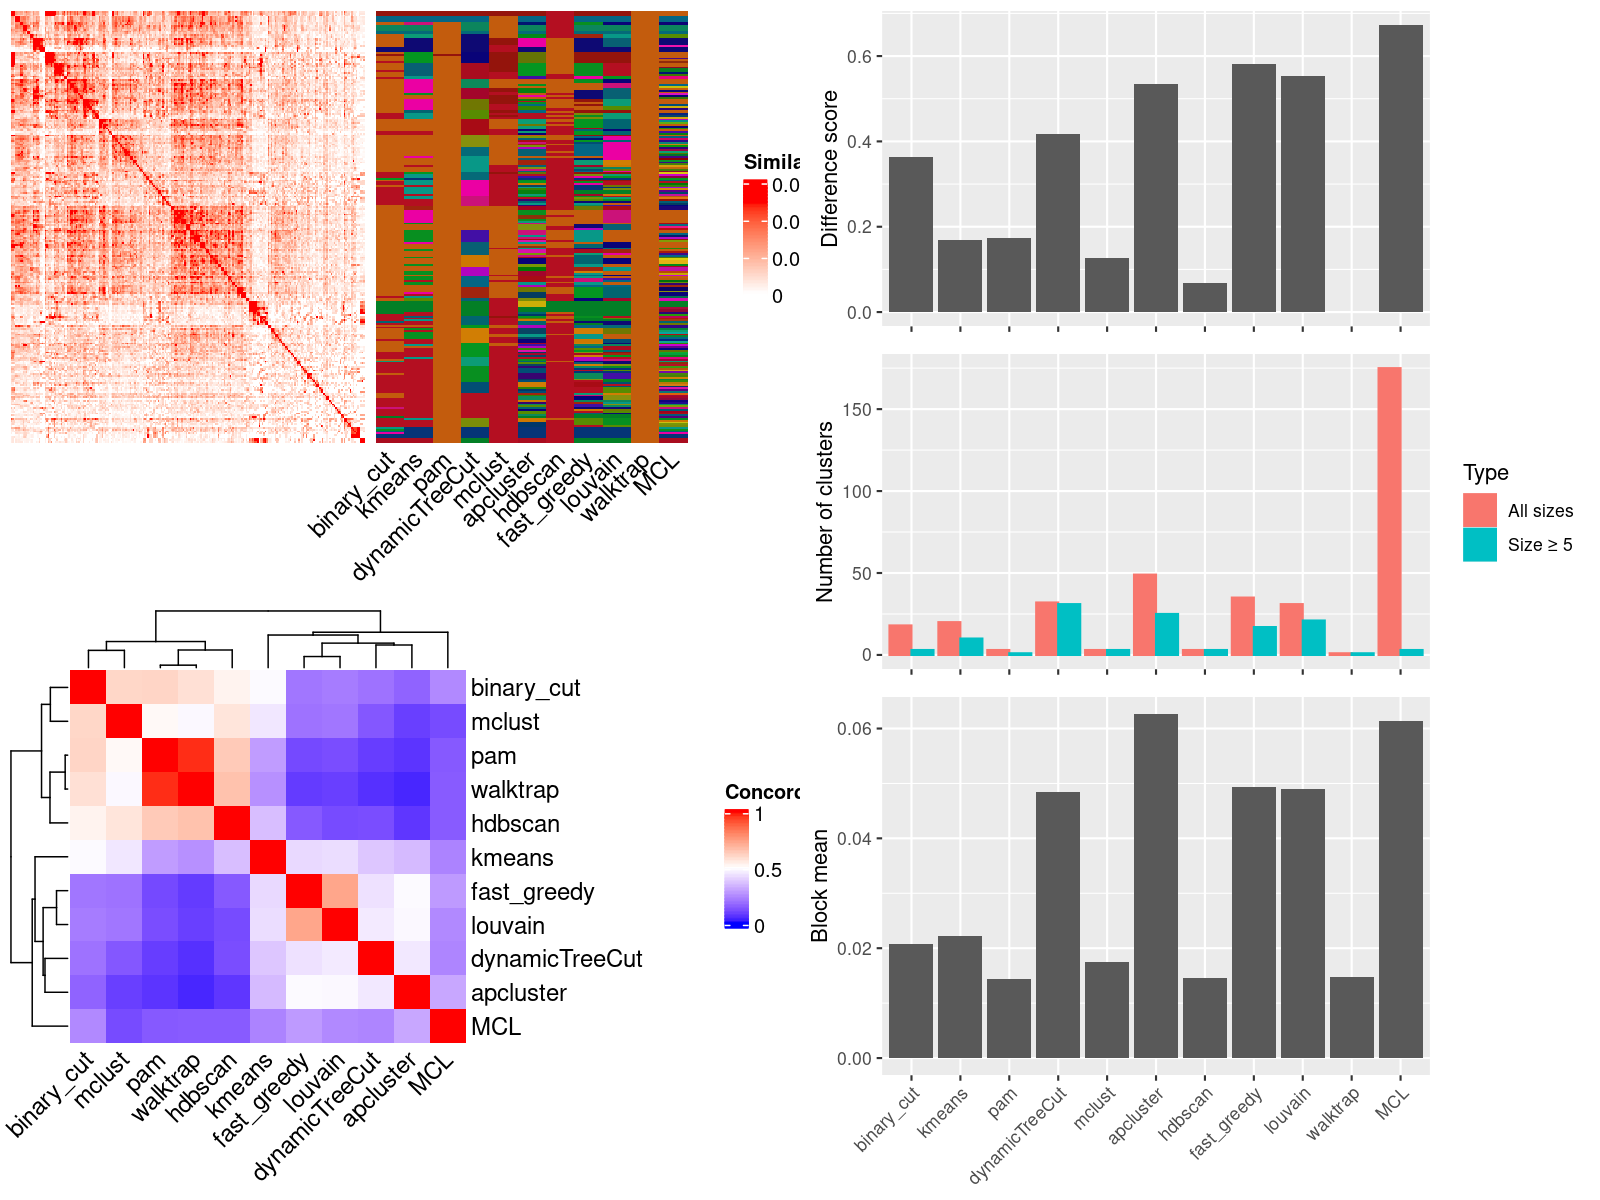 Simila
0.0
0.0
0.0
0
binary_cut
kmeans
pam
dynamicTreeCut
mclust
apcluster
hdbscan
fast_greedy
louvain
walktrap
MCL
binary_cut
mclust
pam
walktrap
hdbscan
kmeans
fast_greedy
louvain
dynamicTreeCut
apcluster
MCL
binary_cut
mclust
pam
walktrap
hdbscan
kmeans
fast_greedy
louvain
dynamicTreeCut
apcluster
MCL
Concord
1
0.5
0
Difference score
0.6
0.4
0.2
0.0
Number of clusters
150
100
50
0
Type
All sizes
Size ≥ 5
Block mean
0.06
0.04
0.02
0.00
binary_cut
kmeans
pam
dynamicTreeCut
mclust
apcluster
hdbscan
fast_greedy
louvain
walktrap
MCL